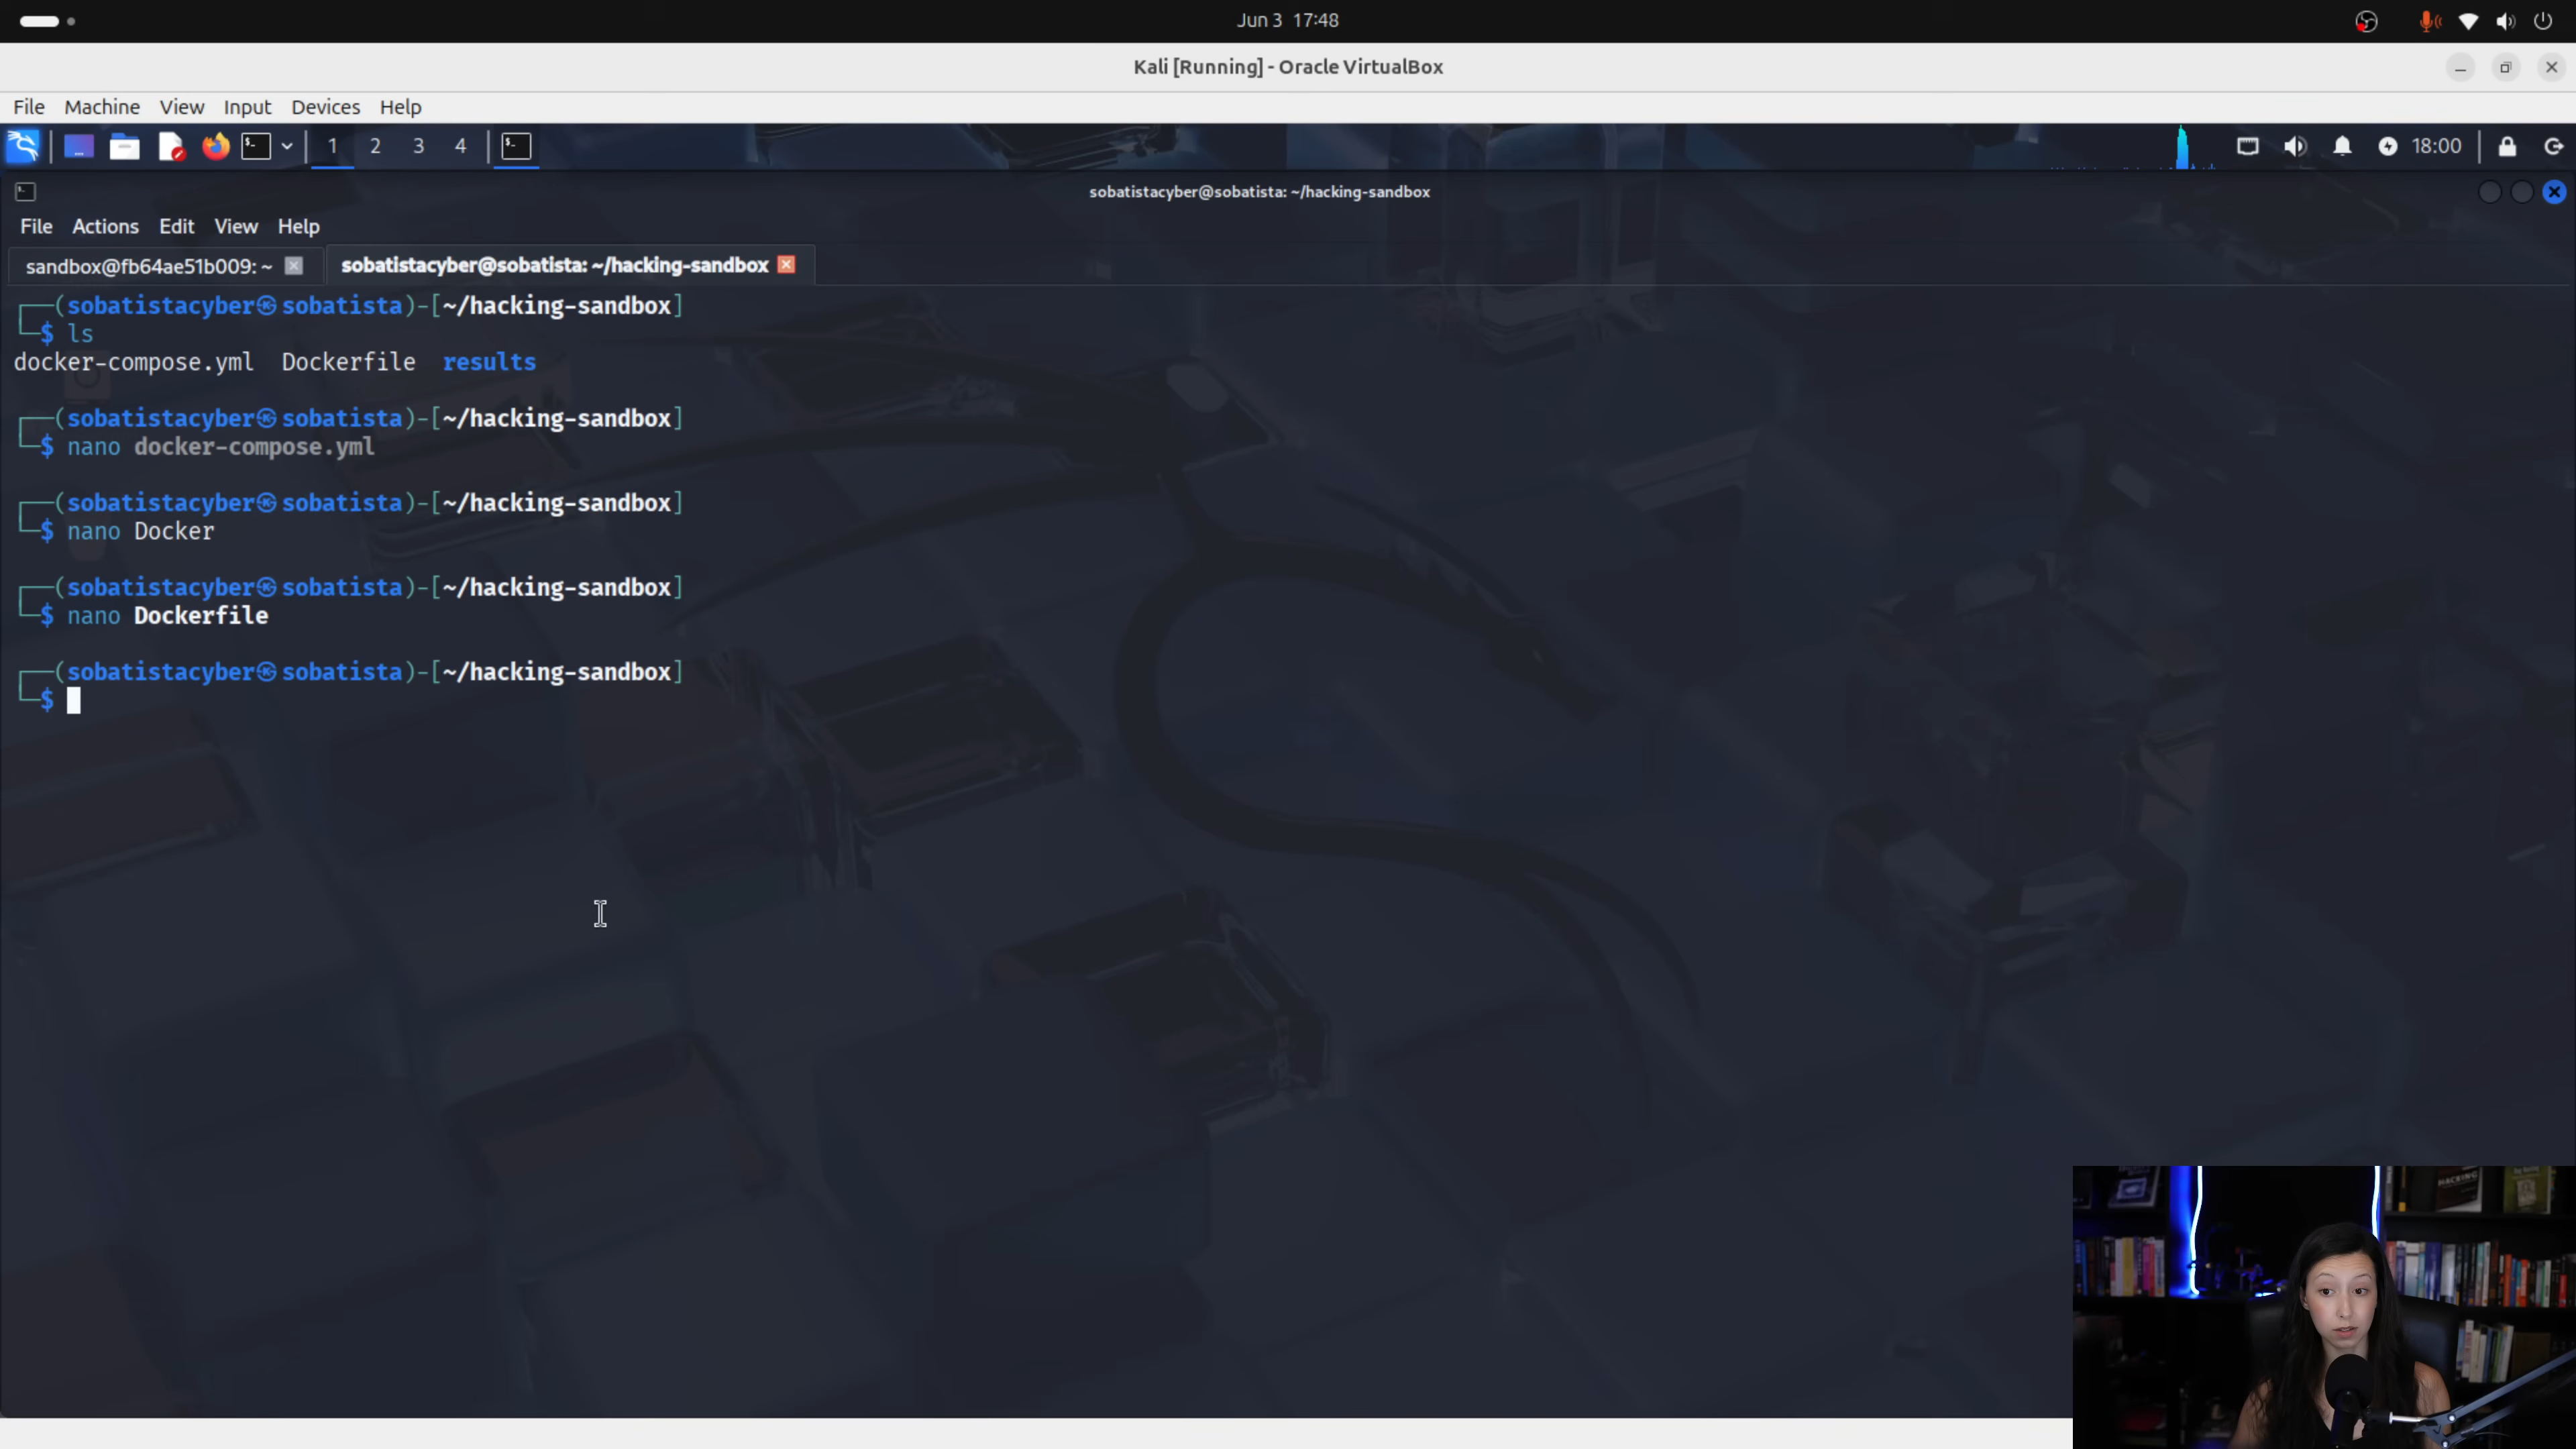 Jun 3 17:48
Kali [Running] - Oracle VirtualBox
File Machine View Input Devices Help
1 2 3 4
18:00
sobatistacyber@sobatista: ~/hacking-sandbox
File Actions Edit View Help
sandbox@fb64ae51b009: ~ sobatistacyber@sobatista: ~/hacking-sandbox
┌──(sobatistacyber㉿sobatista)-[~/hacking-sandbox]
└─$ ls
docker-compose.yml Dockerfile results
┌──(sobatistacyber㉿sobatista)-[~/hacking-sandbox]
└─$ nano docker-compose.yml
┌──(sobatistacyber㉿sobatista)-[~/hacking-sandbox]
└─$ nano Docker
┌──(sobatistacyber㉿sobatista)-[~/hacking-sandbox]
└─$ nano Dockerfile
┌──(sobatistacyber㉿sobatista)-[~/hacking-sandbox]
└─$
HACKING